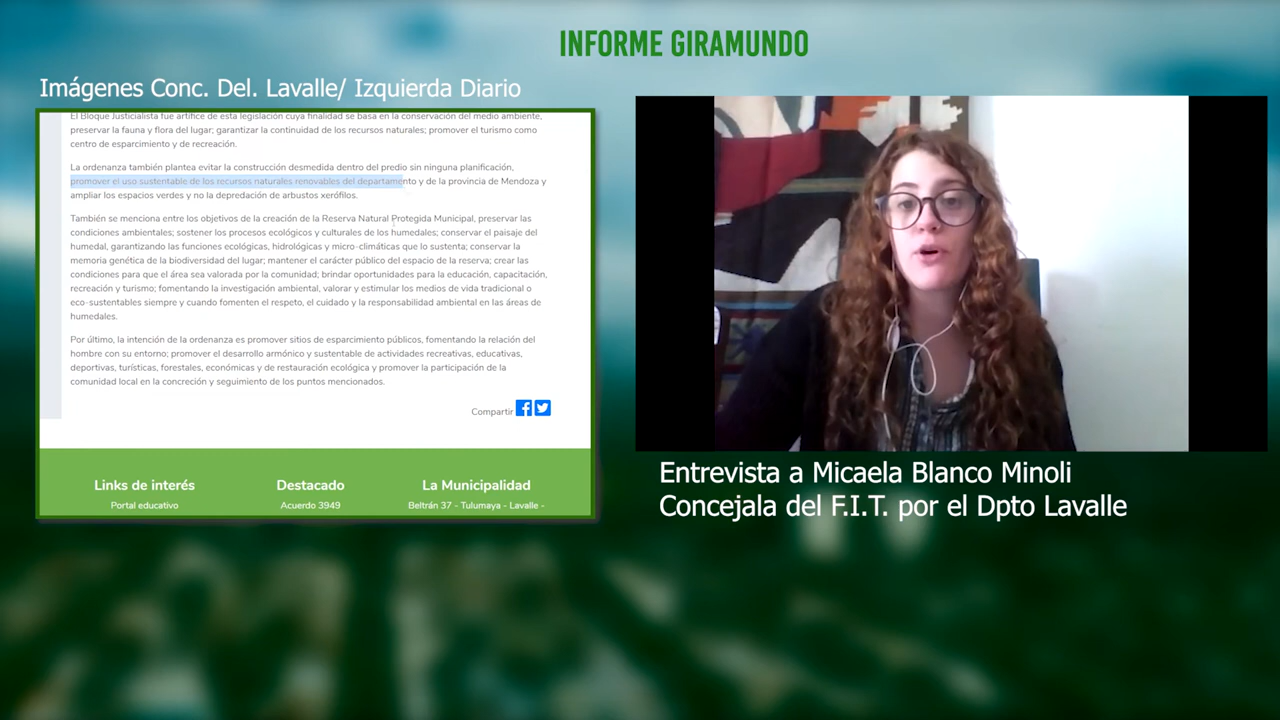 INFORME GIRAMUNDO
Imágenes Conc. Del. Lavalle/ Izquierda Diario
El Bloque Justicialista fue artífice de esta legislación cuya finalidad se basa en la conservación del medio ambiente,
preservar la fauna y flora del lugar; garantizar la continuidad de los recursos naturales; promover el turismo como
centro de esparcimiento y de recreación.
La ordenanza también plantea evitar la construcción desmedida dentro del predio sin ninguna planificación,
promover el uso sustentable de los recursos naturales renovables del departamento y de la provincia de Mendoza y
ampliar los espacios verdes y no la depredación de arbustos xerófilos.
También se menciona entre los objetivos de la creación de la Reserva Natural Protegida Municipal, preservar las
condiciones ambientales; sostener los procesos ecológicos y culturales de los humedales; conservar el paisaje del
humedal, garantizando las funciones ecológicas, hidrológicas y micro-climáticas que lo sustenta; conservar la
memoria genética de la biodiversidad del lugar; mantener el carácter público del espacio de la reserva; crear las
condiciones para que el área sea valorada por la comunidad; brindar oportunidades para la educación, capacitación,
recreación y turismo; fomentando la investigación ambiental, valorar y estimular los medios de vida tradicional o
eco-sustentables siempre y cuando fomenten el respeto, el cuidado y la responsabilidad ambiental en las áreas de
humedales.
Por último, la intención de la ordenanza es promover sitios de esparcimiento públicos, fomentando la relación del
hombre con su entorno; promover el desarrollo armónico y sustentable de actividades recreativas, educativas,
deportivas, turísticas, forestales, económicas y de restauración ecológica y promover la participación de la
comunidad local en la concreción y seguimiento de los puntos mencionados.
Compartir
Links de interés
Portal educativo
Destacado
Acuerdo 3949
La Municipalidad
Beltrán 37 - Tulumaya - Lavalle -
Entrevista a Micaela Blanco Minoli
Concejala del F.I.T. por el Dpto Lavalle